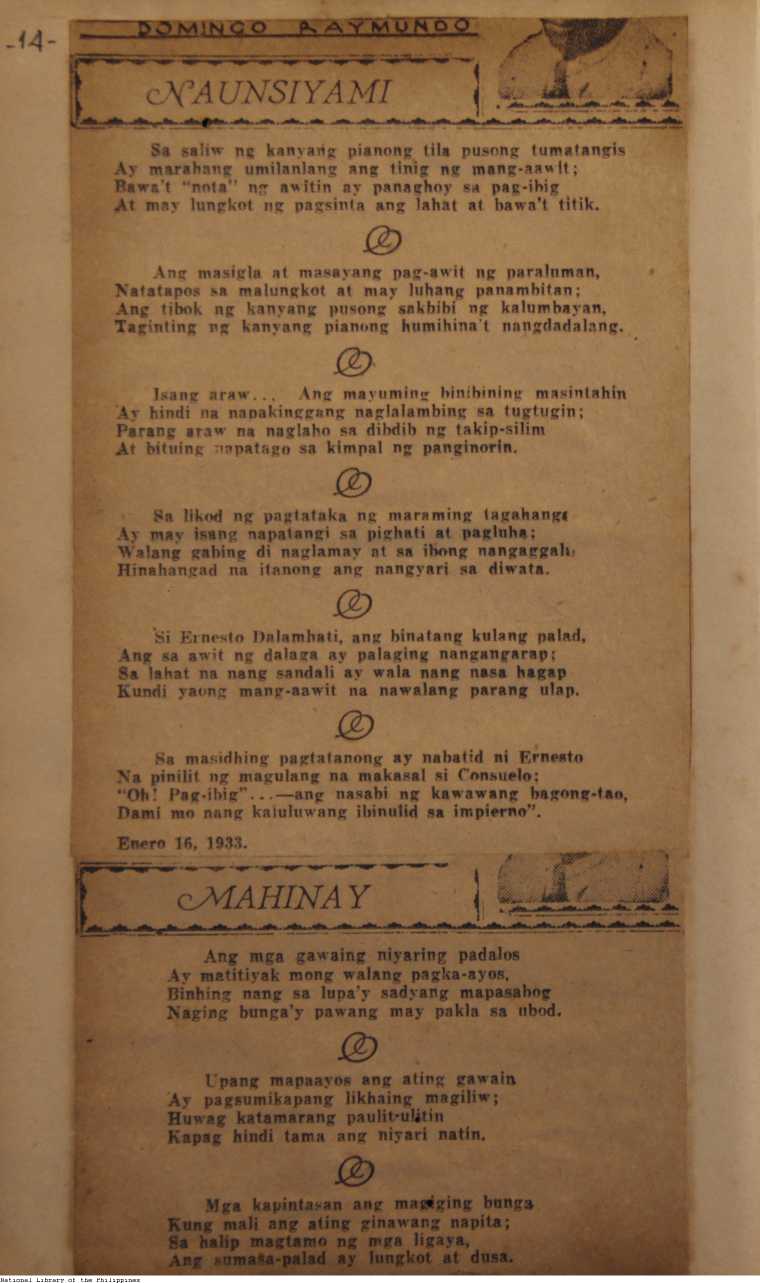 -14-
DOMINGO RAYMUNDO
NAUNSIYAMI
Sa saliw ng kanyang pianong tila pusong tumatangis
Ay marahang umilanlang ang tinig ng mang-aawit;
Bawa't "nota" ng awitin ay panaghoy sa pag-ibig
At may lungkot ng pagsinta ang lahat at bawa't titik.
Ang masigla at masayang pag-awit ng paraluman,
Natatapos sa malungkot at may luhang panambitan;
Ang tibok ng kanyang pusong sakbibi ng kalumbayan,
Taginting ng kanyang pianong humihina't nangdadalang.
Isang araw... Ang mayuming binibining masintahin
Ay hindi na napakinggang naglalambing sa tugtugin;
Parang araw na naglaho sa dibdib ng takip-silim
At bituing napatago sa kimpal ng panginorin.
Sa likod ng pagtataka ng maraming tagahanga
Ay may isang napatangi sa pighati at pagluha;
Walang gabing di naglamay at sa ibong
Hinahangad na itanong ang nangyari sa diwata.
Si Ernesto Dalamhati, ang binatang kulang palad,
Ang sa awit ng dalaga ay palaging nangangarap;
Sa lahat na nang sandali ay wala nang nasa hagap
Kundi yaong mang-aawit na nawalang parang ulap.
Sa masidhing pagtatanong ay nabatid ni Ernesto
Na pinilit ng magulang na makasal si Consuelo;
"Oh! Pag-ibig"...—ang nasabi ng kawawang bagong-tao,
Dami mo nang kaluluwang ibinulid sa impierno".
Enero 16, 1933.
MAHINAY
Ang mga gawaing niyaring padalos
Ay matitiyak mong walang pagka-ayos,
Binhing nang sa lupa'y sadyang mapasabog
Naging bunga'y pawang may pakla sa ubod.
Upang mapaayos ang ating gawain
Ay pagsumikapang likhaing magiliw;
Huwag katamarang paulit-ulitin
Kapag hindi tama ang niyari natin.
Mga kapintasan ang magiging bunga
Kung mali ang ating ginawang napita;
Sa halip magtamo ng mga ligaya,
Ang sumasa-palad ay lungkot at dusa.
National Library of the Philippines